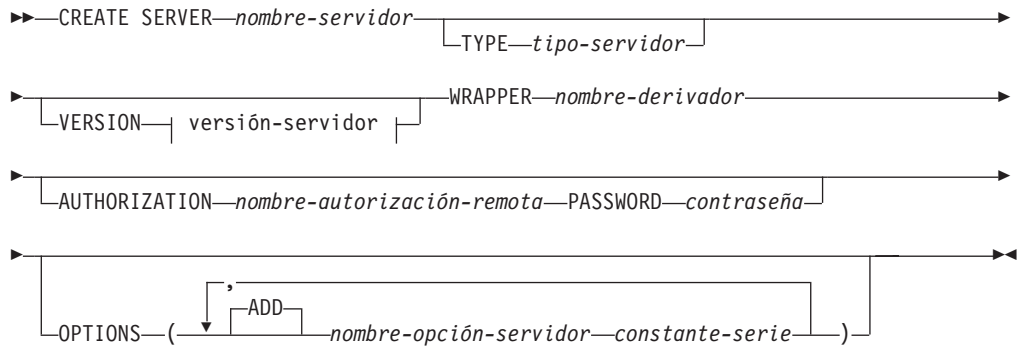 CREATE SERVER nombre-servidor
TYPE tipo-servidor
WRAPPER nombre-derivador
VERSION versión-servidor
AUTHORIZATION nombre-autorización-remota PASSWORD contraseña
,
ADD
OPTIONS ( nombre-opción-servidor constante-serie )